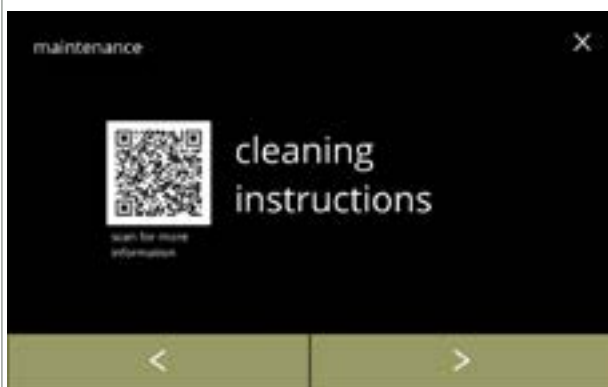 maintenance
cleaning
instructions
scan for more
information